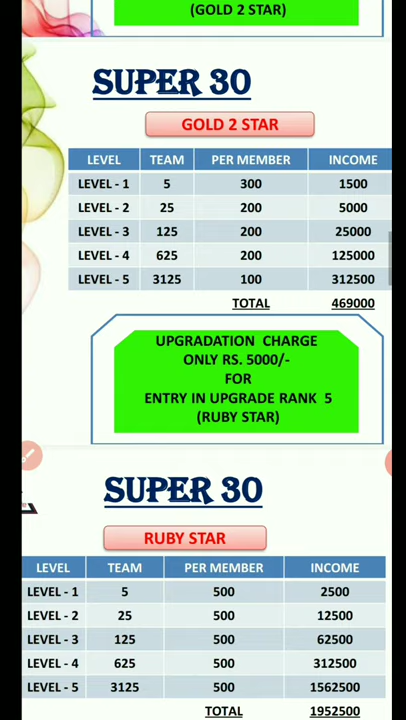 (GOLD 2 STAR)
SUPER 30
GOLD 2 STAR
LEVEL TEAM PER MEMBER INCOME
LEVEL - 1 5 300 1500
LEVEL - 2 25 200 5000
LEVEL - 3 125 200 25000
LEVEL - 4 625 200 125000
LEVEL - 5 3125 100 312500
TOTAL 469000
UPGRADATION CHARGE
ONLY RS. 5000/-
FOR
ENTRY IN UPGRADE RANK 5
(RUBY STAR)
SUPER 30
RUBY STAR
LEVEL TEAM PER MEMBER INCOME
LEVEL - 1 5 500 2500
LEVEL - 2 25 500 12500
LEVEL - 3 125 500 62500
LEVEL - 4 625 500 312500
LEVEL - 5 3125 500 1562500
TOTAL 1952500